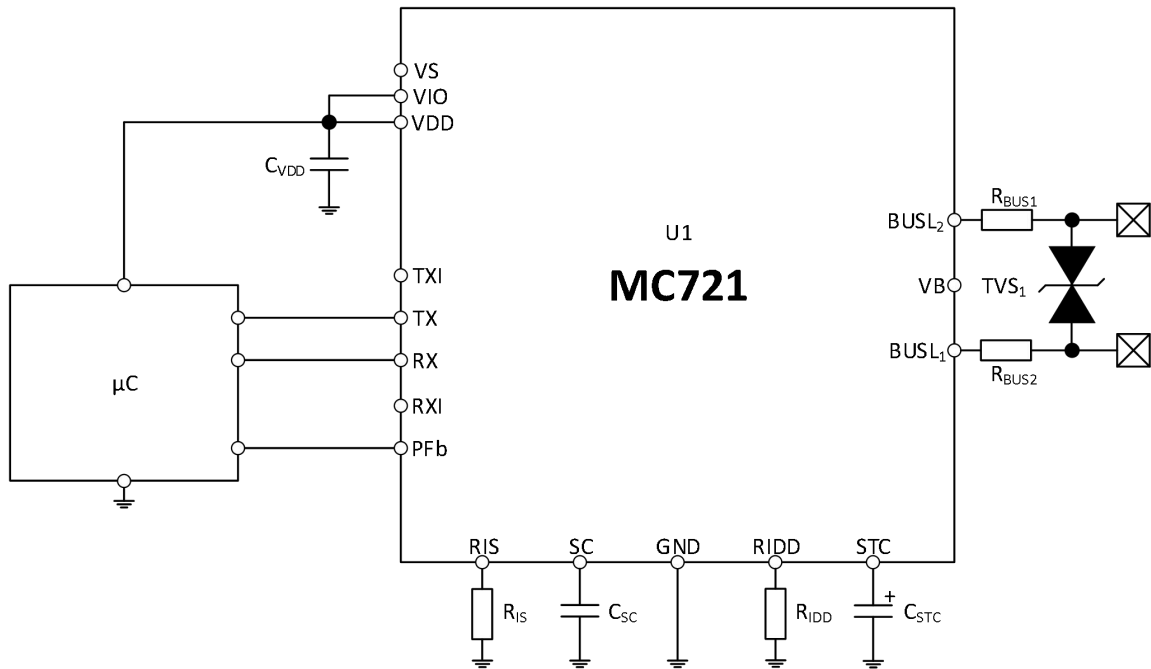 VS
VIO
VDD
C_VDD
R_BUS1
BUSL_2
U1
MC721
TXI
VB
TVS_1
TX
BUSL_1
RX
R_BUS2
µC
RXI
PFb
RIS
SC
GND
RIDD
STC
R_IS
C_SC
R_IDD
+
C_STC